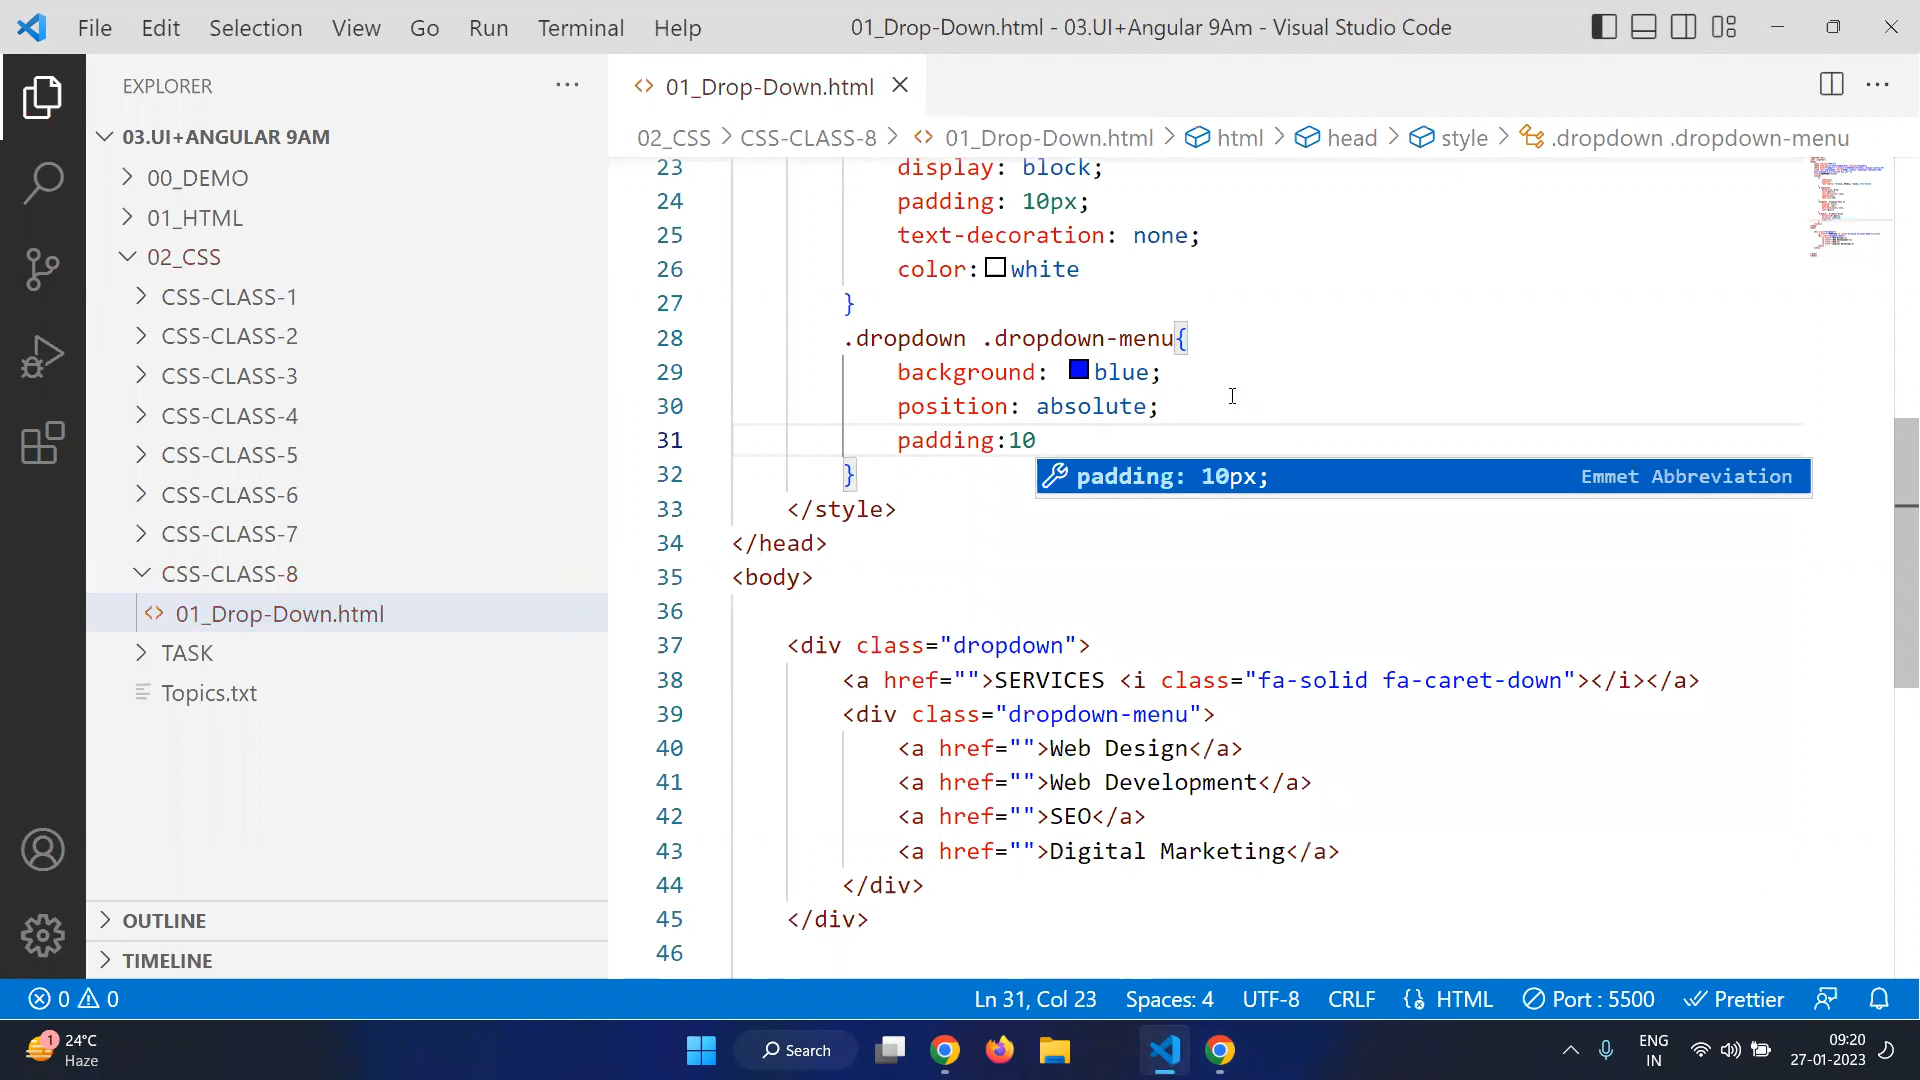 File Edit Selection View Go Run Terminal Help
01_Drop-Down.html - 03.UI+Angular 9Am - Visual Studio Code
EXPLORER
03.UI+ANGULAR 9AM
00_DEMO
01_HTML
02_CSS
CSS-CLASS-1
CSS-CLASS-2
CSS-CLASS-3
CSS-CLASS-4
CSS-CLASS-5
CSS-CLASS-6
CSS-CLASS-7
CSS-CLASS-8
01_Drop-Down.html
TASK
Topics.txt
OUTLINE
TIMELINE
01_Drop-Down.html
02_CSS > CSS-CLASS-8 > 01_Drop-Down.html > html > head > style > .dropdown .dropdown-menu
23 display: block;
24 padding: 10px;
25 text-decoration: none;
26 color: white
27 }
28 .dropdown .dropdown-menu{
29 background: blue;
30 position: absolute;
31 padding:10
32 }
padding: 10px; Emmet Abbreviation
33 </style>
34 </head>
35 <body>
36
37 <div class="dropdown">
38 <a href="">SERVICES <i class="fa-solid fa-caret-down"></i></a>
39 <div class="dropdown-menu">
40 <a href="">Web Design</a>
41 <a href="">Web Development</a>
42 <a href="">SEO</a>
43 <a href="">Digital Marketing</a>
44 </div>
45 </div>
46
0 0 Ln 31, Col 23 Spaces: 4 UTF-8 CRLF HTML Port : 5500 Prettier
1
24°C
Haze
Search
ENG
IN
09:20
27-01-2023